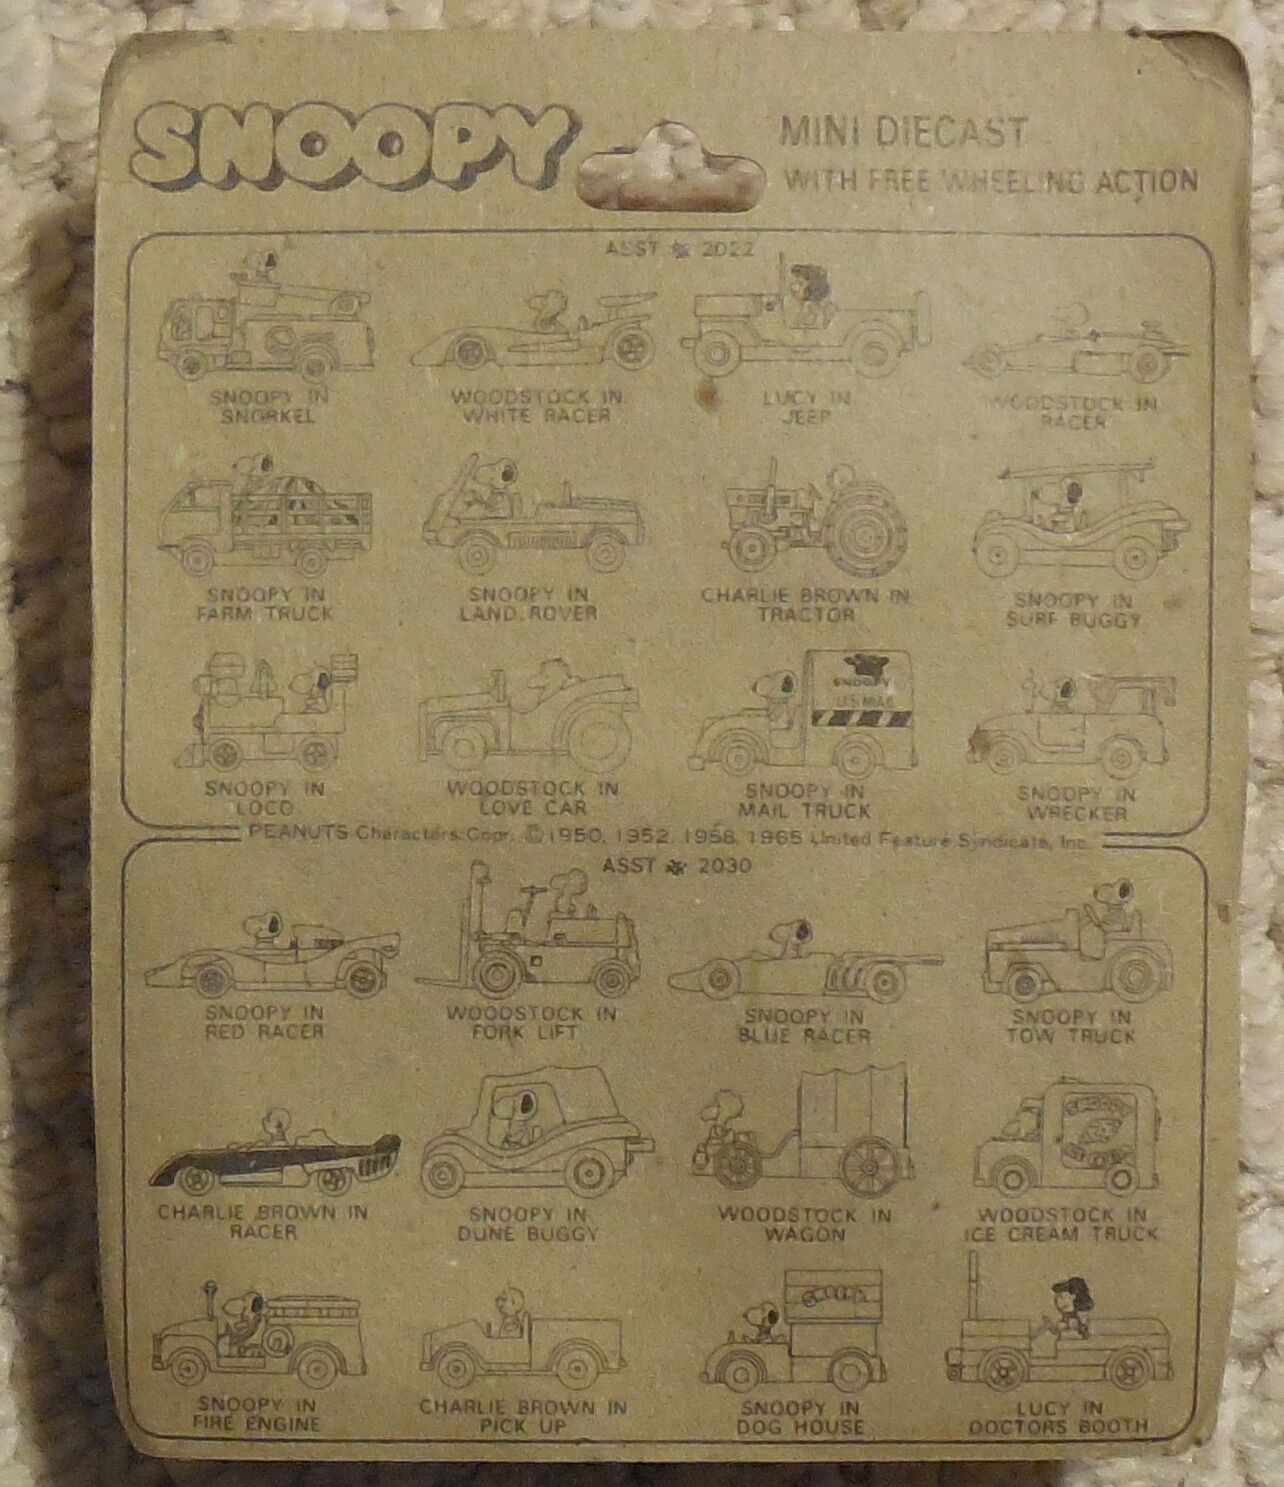 SNOOPY
MINI DIECAST
WITH FREE WHEELING ACTION
ASST # 2022
SNOOPY IN
SNORKEL
WOODSTOCK IN
WHITE RACER
LUCY IN
JEEP
WOODSTOCK IN
RACER
SNOOPY IN
FARM TRUCK
SNOOPY IN
LAND ROVER
CHARLIE BROWN IN
TRACTOR
SNOOPY IN
SURF BUGGY
SNOOPY
US MAIL
SNOOPY IN
LOCO
WOODSTOCK IN
LOVE CAR
SNOOPY IN
MAIL TRUCK
SNOOPY IN
WRECKER
PEANUTS Characters: Copr. ©1950, 1952, 1958, 1965 United Feature Syndicate, Inc.
ASST # 2030
SNOOPY IN
RED RACER
WOODSTOCK IN
FORK LIFT
SNOOPY IN
BLUE RACER
SNOOPY IN
TOW TRUCK
CHARLIE BROWN IN
RACER
SNOOPY IN
DUNE BUGGY
WOODSTOCK IN
WAGON
WOODSTOCK IN
ICE CREAM TRUCK
SNOOPY
SNOOPY IN
FIRE ENGINE
CHARLIE BROWN IN
PICK UP
SNOOPY IN
DOG HOUSE
LUCY IN
DOCTORS BOOTH